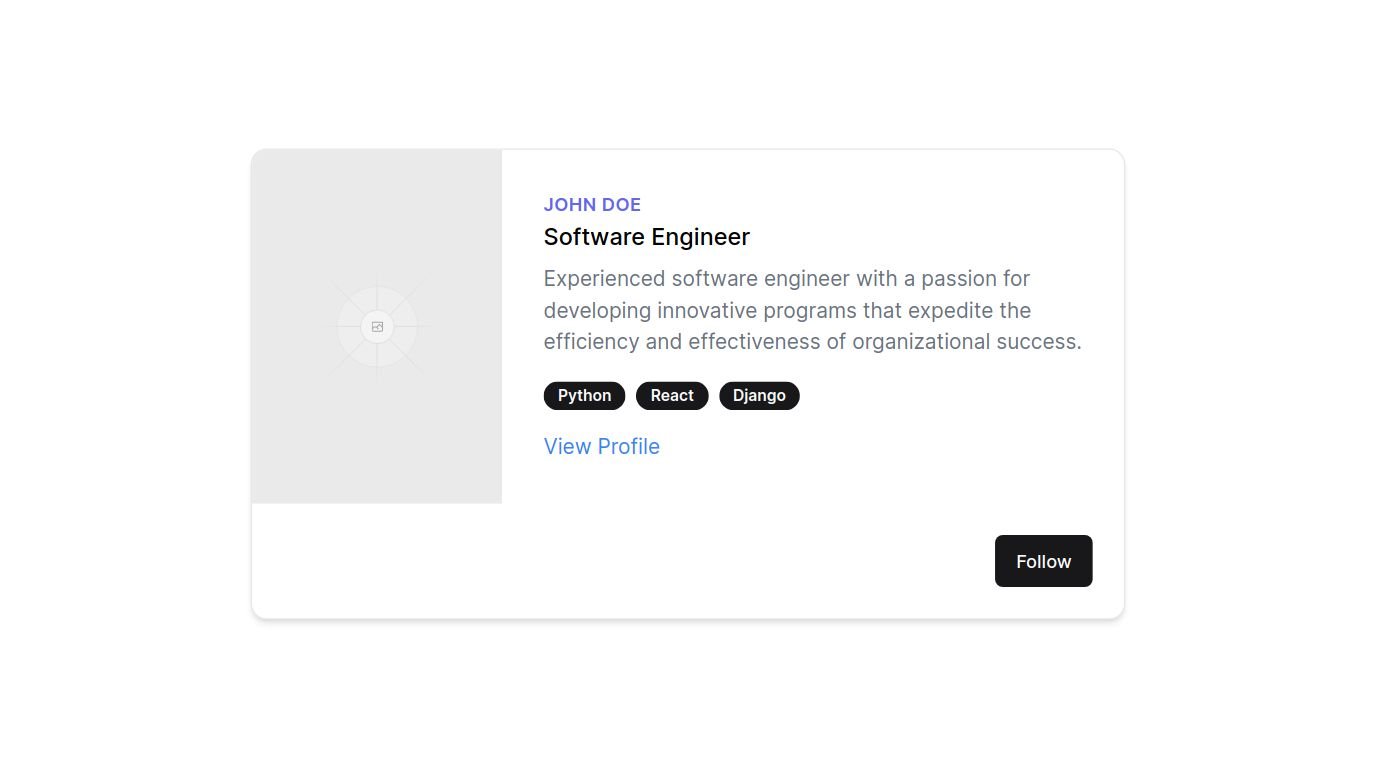 JOHN DOE
Software Engineer
Experienced software engineer with a passion for
developing innovative programs that expedite the
efficiency and effectiveness of organizational success.
Python React Django
View Profile
Follow